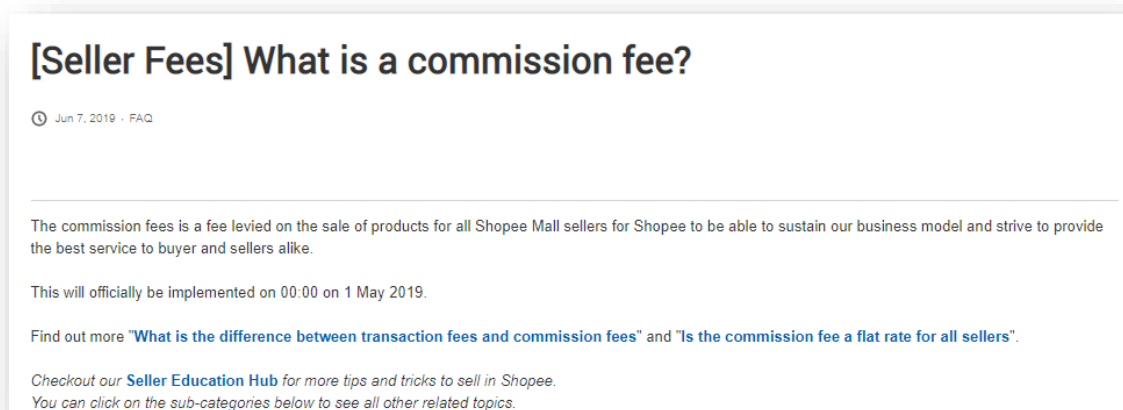 [Seller Fees] What is a commission fee?
Jun 7, 2019 · FAQ
The commission fees is a fee levied on the sale of products for all Shopee Mall sellers for Shopee to be able to sustain our business model and strive to provide
the best service to buyer and sellers alike.
This will officially be implemented on 00:00 on 1 May 2019.
Find out more "What is the difference between transaction fees and commission fees" and "Is the commission fee a flat rate for all sellers".
Checkout our Seller Education Hub for more tips and tricks to sell in Shopee.
You can click on the sub-categories below to see all other related topics.